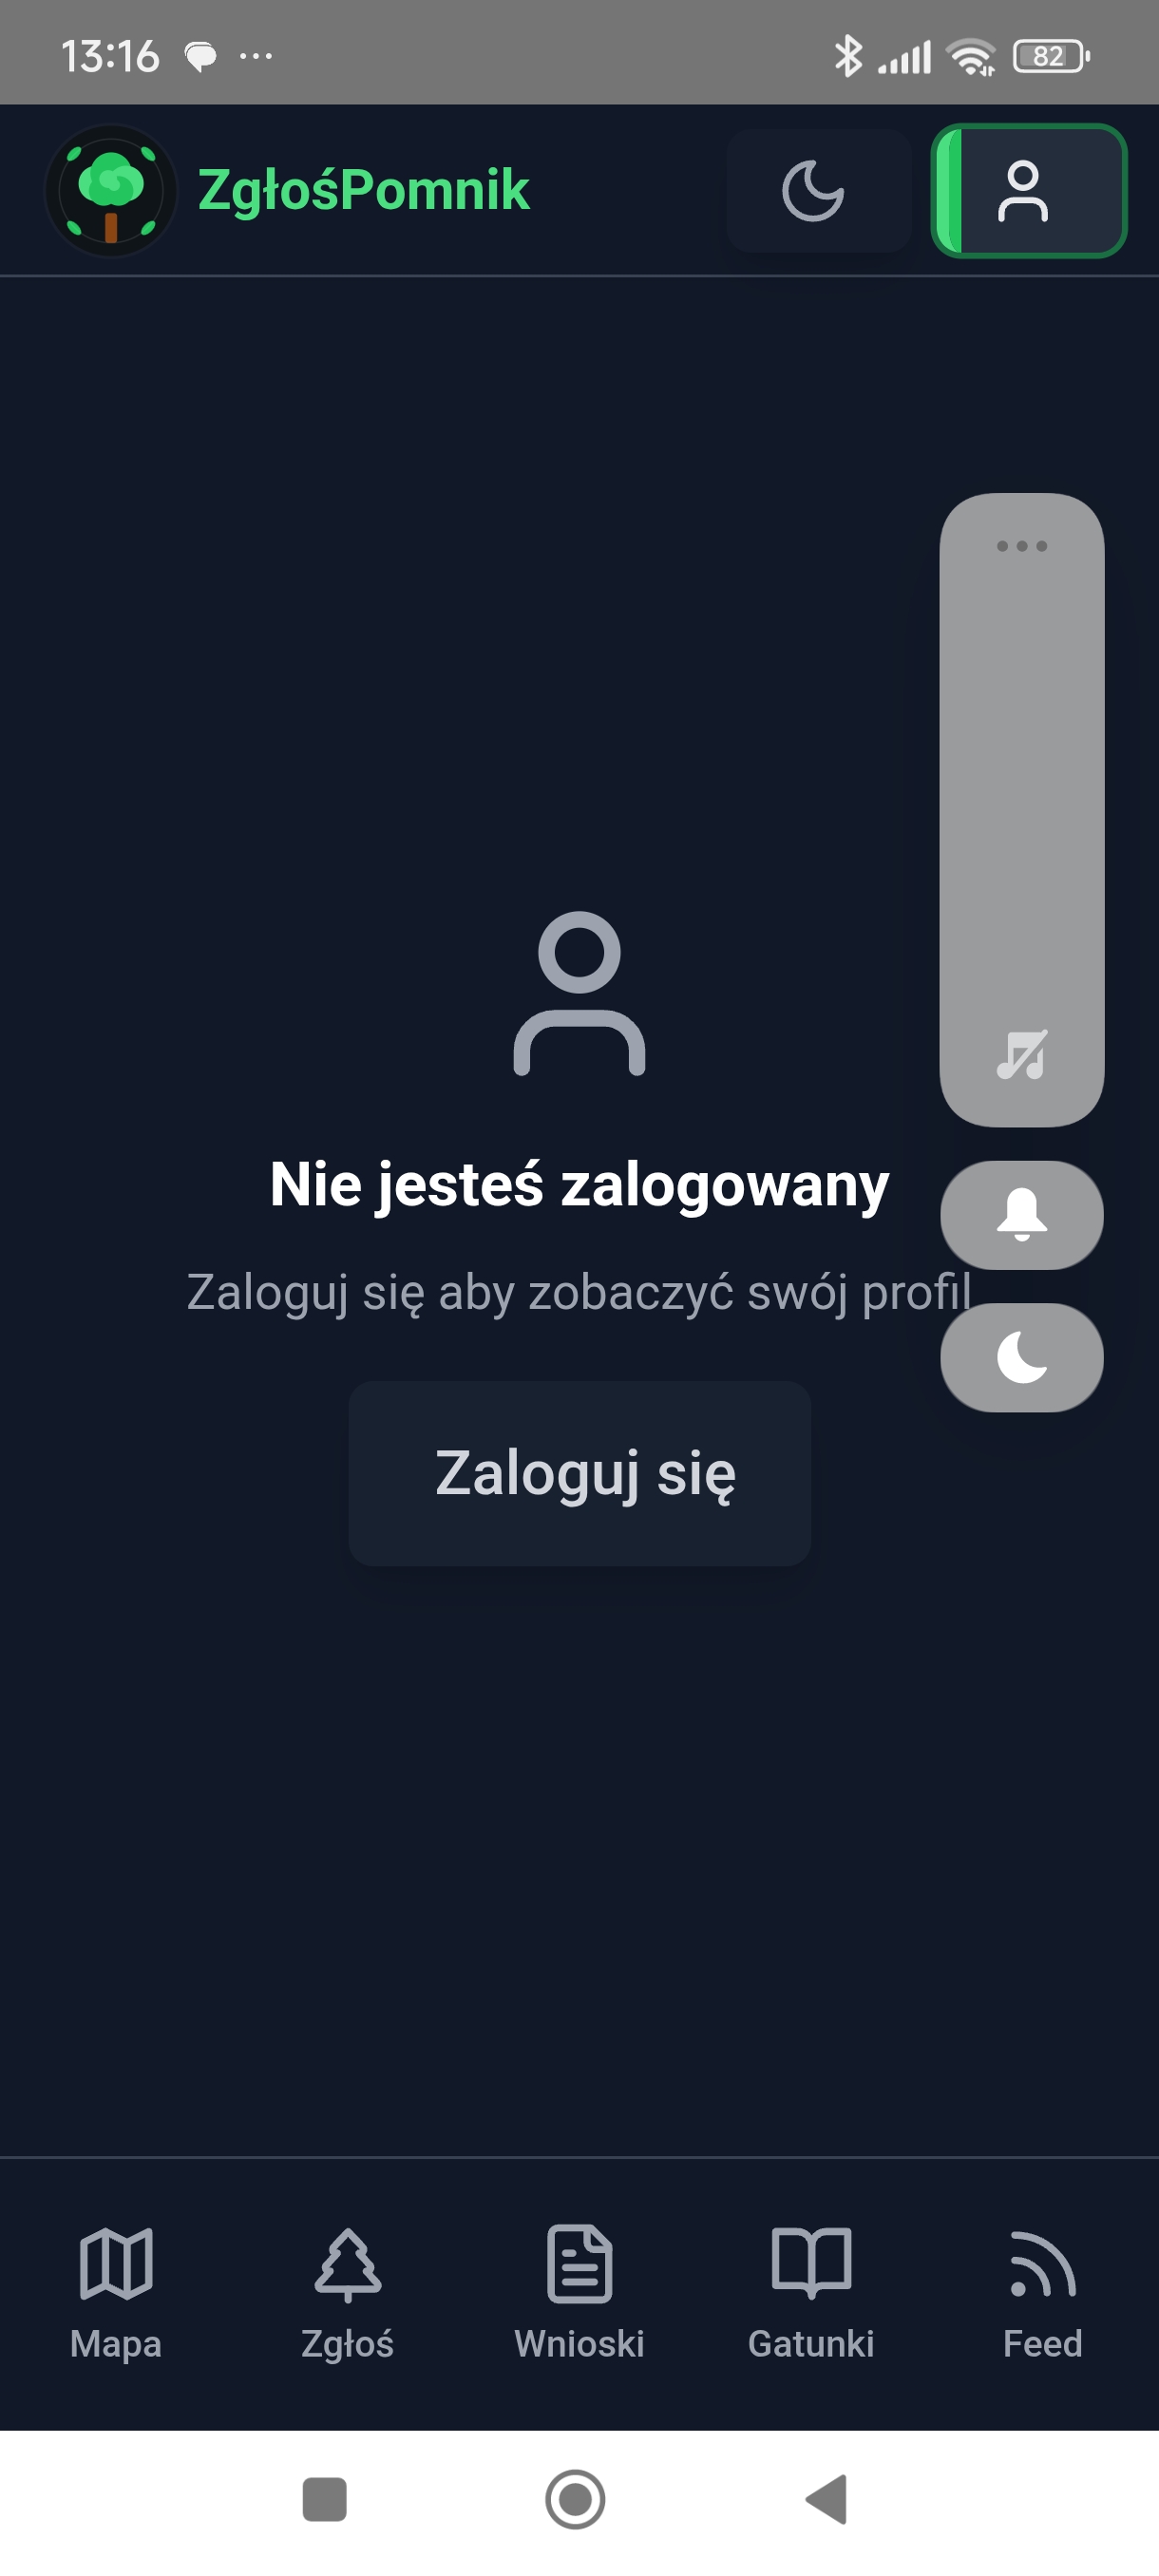 13:16
82
ZgłośPomnik
Nie jesteś zalogowany
Zaloguj się aby zobaczyć swój profil
Zaloguj się
Mapa
Zgłoś
Wnioski
Gatunki
Feed